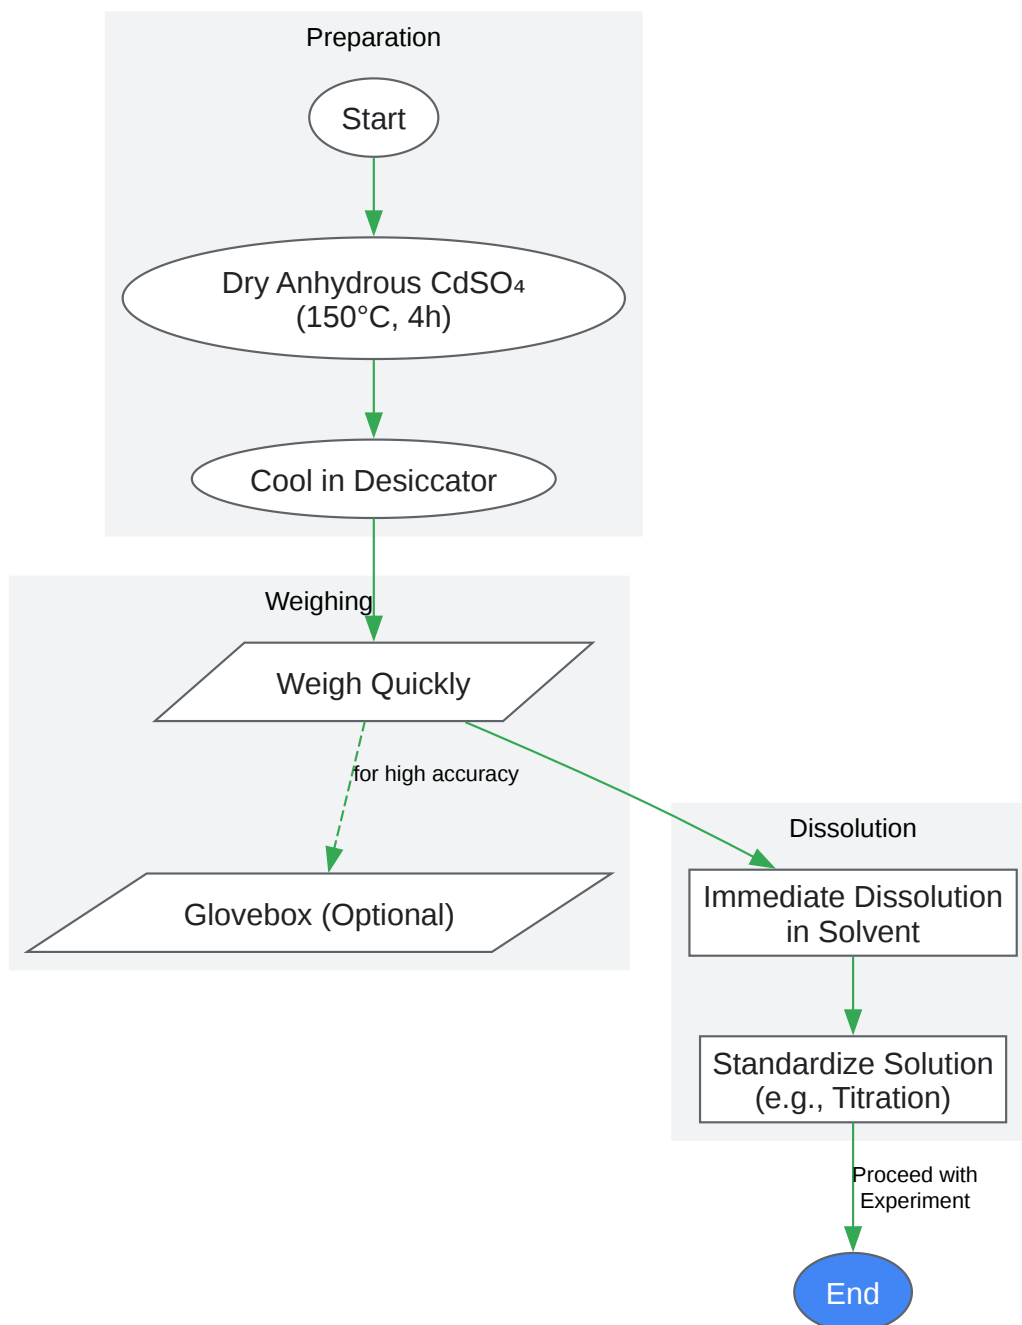 Preparation
Start
Dry Anhydrous CdSO₄
(150°C, 4h)
Cool in Desiccator
Weighing
Weigh Quickly
for high accuracy
Glovebox (Optional)
Dissolution
Immediate Dissolution
in Solvent
Standardize Solution
(e.g., Titration)
Proceed with
Experiment
End